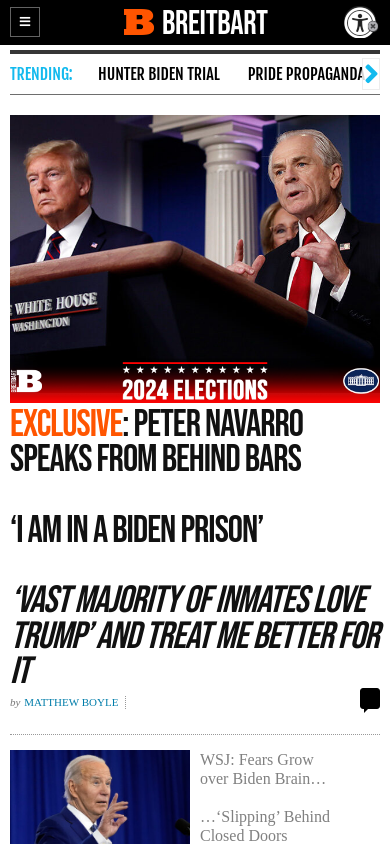 BREITBART
TRENDING: HUNTER BIDEN TRIAL PRIDE PROPAGANDA
THE WHITE HOUSE
WASHINGTON
BREITBART
2024 ELECTIONS
EXCLUSIVE: PETER NAVARRO
SPEAKS FROM BEHIND BARS
‘I AM IN A BIDEN PRISON’
‘VAST MAJORITY OF INMATES LOVE
TRUMP’ AND TREAT ME BETTER FOR
IT
by MATTHEW BOYLE
WSJ: Fears Grow
over Biden Brain…
…‘Slipping’ Behind
Closed Doors